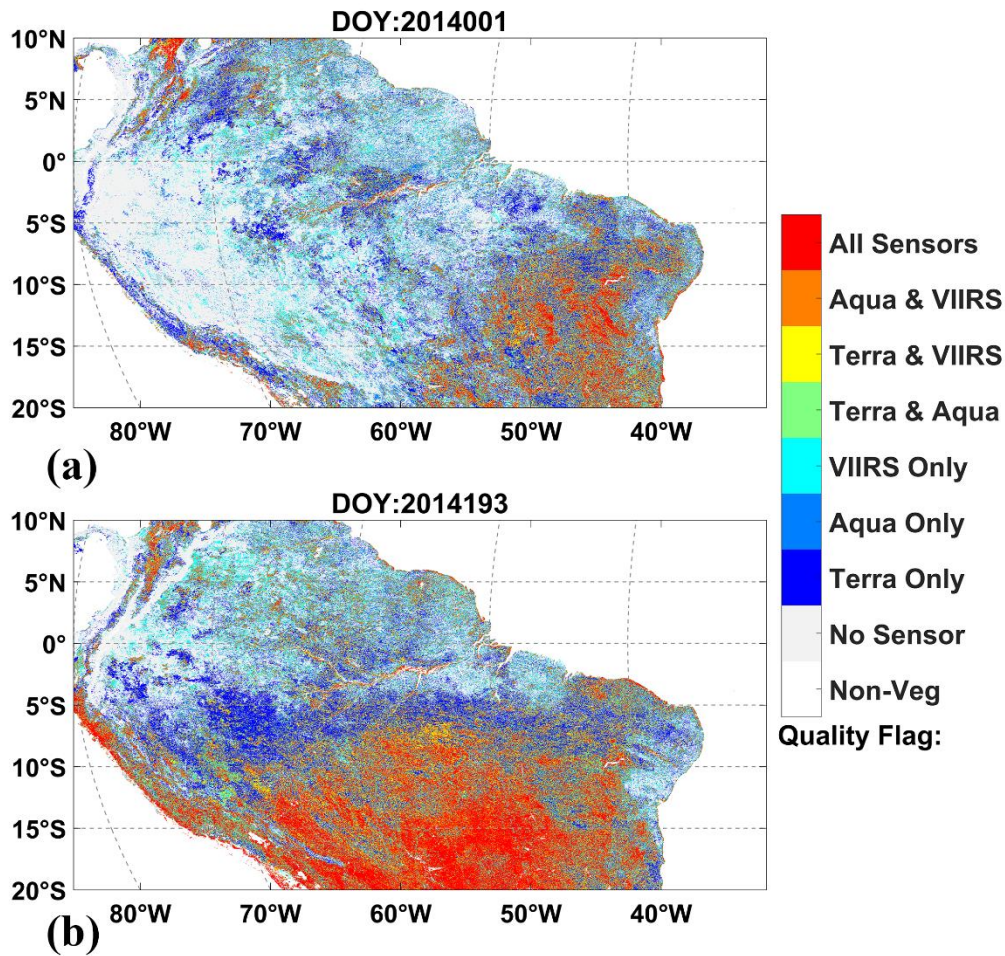 DOY:2014001
10°N
5°N
0°
5°S
10°S
15°S
20°S
80°W 70°W 60°W 50°W 40°W
(a)
DOY:2014193
10°N
5°N
0°
5°S
10°S
15°S
20°S
80°W 70°W 60°W 50°W 40°W
(b)
All Sensors
Aqua & VIIRS
Terra & VIIRS
Terra & Aqua
VIIRS Only
Aqua Only
Terra Only
No Sensor
Non-Veg
Quality Flag: